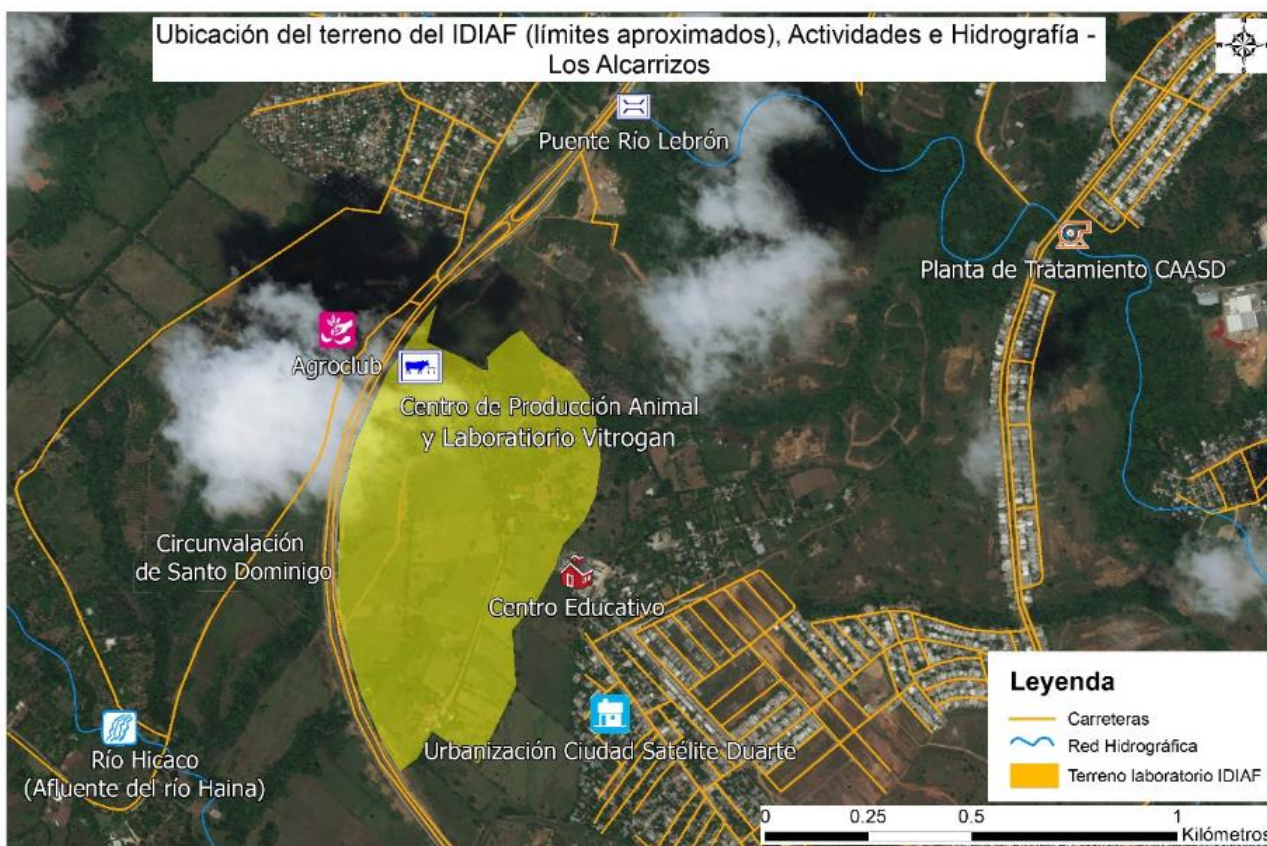 Ubicación del terreno del IDIAF (límites aproximados), Actividades e Hidrografía -
Los Alcarrizos
Puente Río Lebrón
Planta de Tratamiento CAASD
Agroclub
Centro de Producción Animal
y Laboratiorio Vitrogan
Circunvalación
de Santo Dominigo
Centro Educativo
Urbanización Ciudad Satélite Duarte
Río Hicaco
(Afluente del río Haina)
Leyenda
Carreteras
Red Hidrográfica
Terreno laboratorio IDIAF
0 0.25 0.5 1
Kilómetros